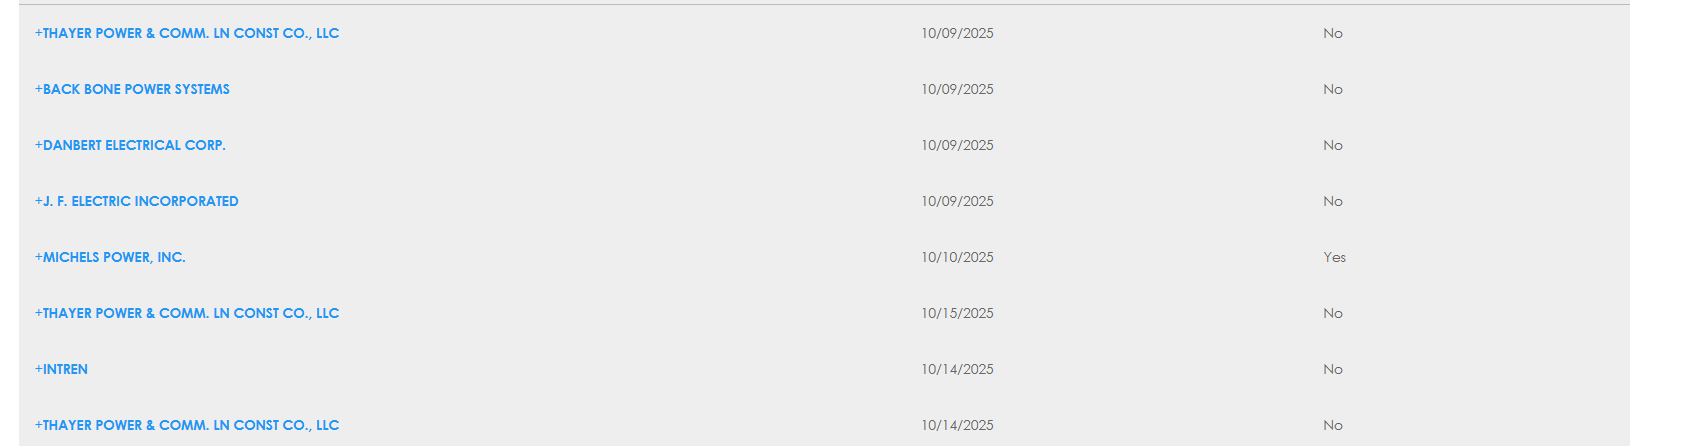 +THAYER POWER & COMM. LN CONST CO., LLC 10/09/2025 No
+BACK BONE POWER SYSTEMS 10/09/2025 No
+DANBERT ELECTRICAL CORP. 10/09/2025 No
+J. F. ELECTRIC INCORPORATED 10/09/2025 No
+MICHELS POWER, INC. 10/10/2025 Yes
+THAYER POWER & COMM. LN CONST CO., LLC 10/15/2025 No
+INTREN 10/14/2025 No
+THAYER POWER & COMM. LN CONST CO., LLC 10/14/2025 No